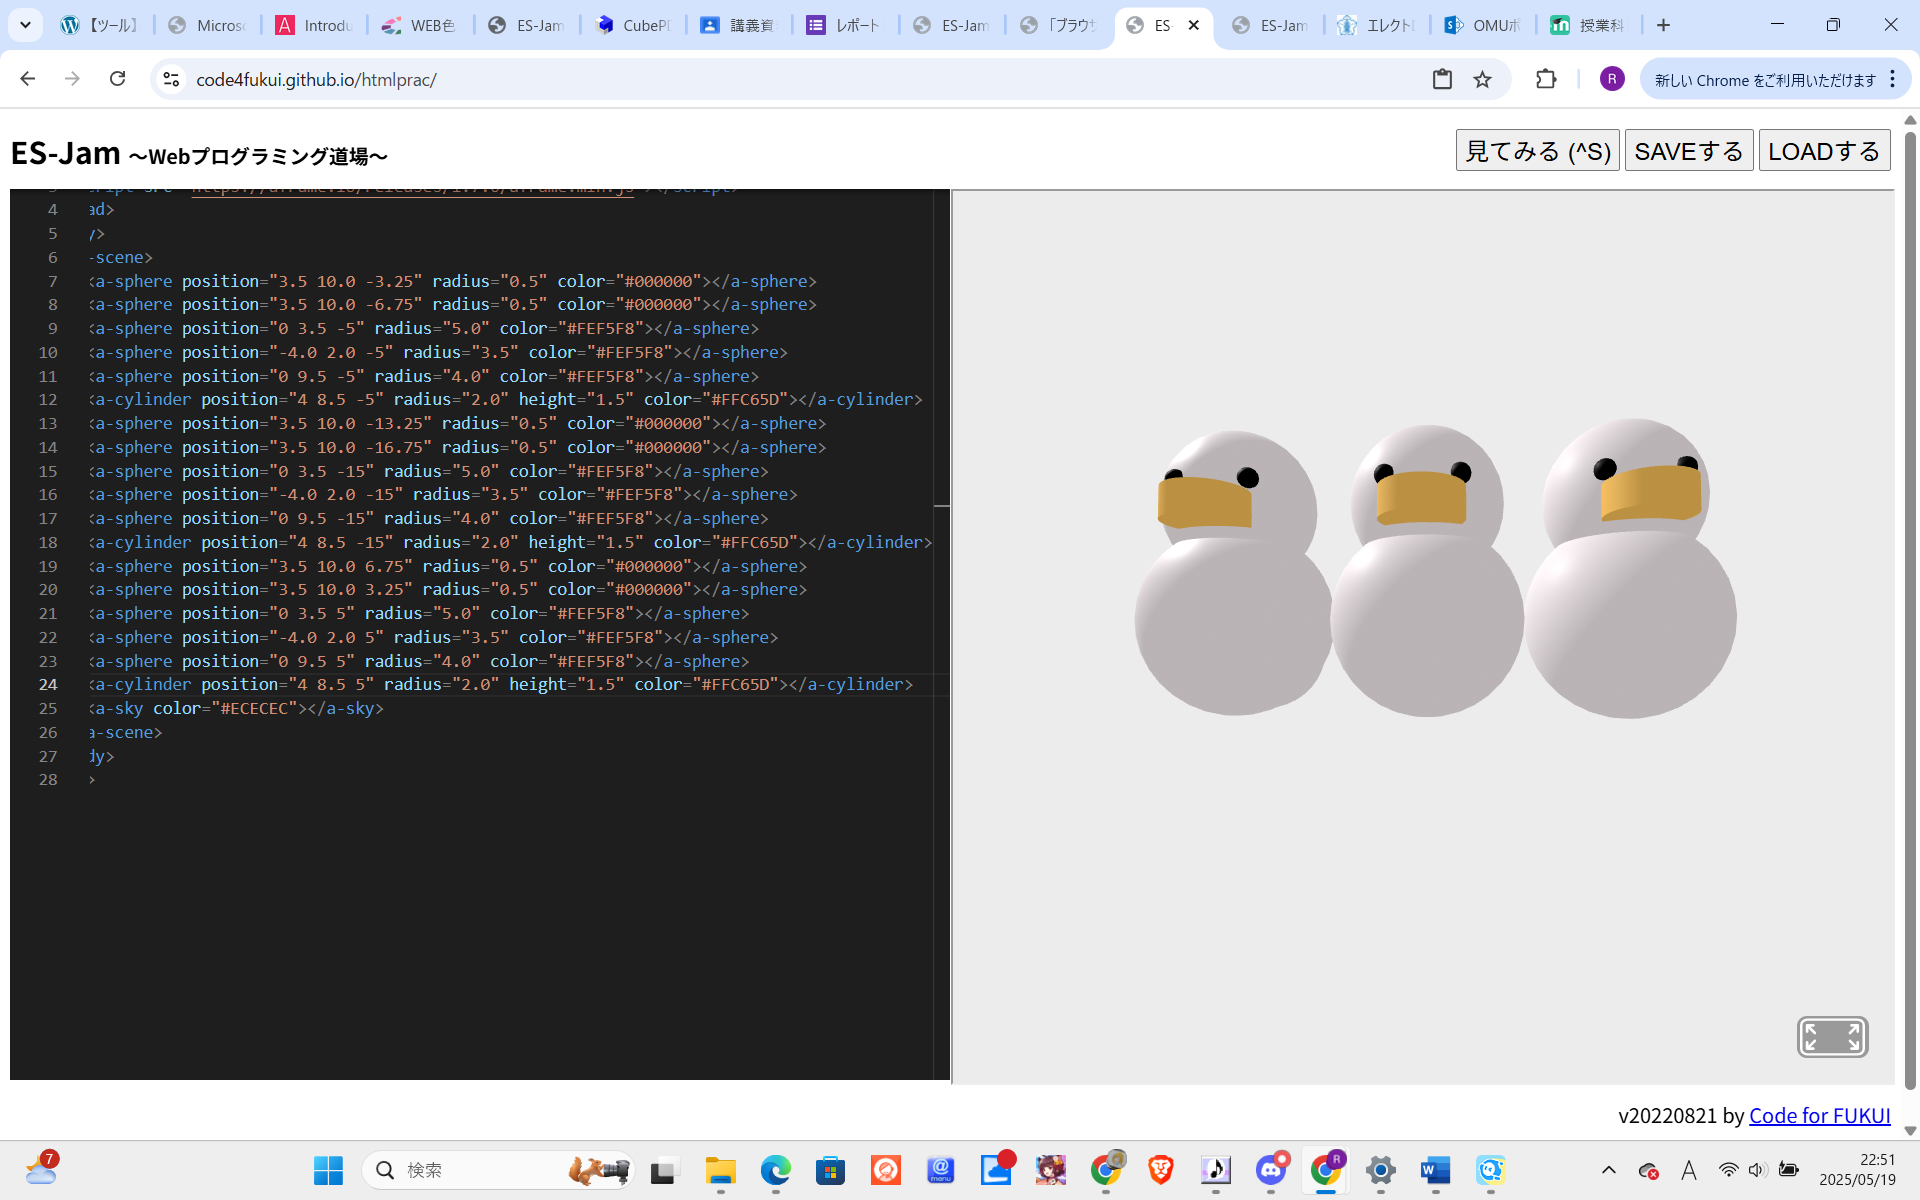 【ツール】
Micros
Introdu
WEB色
ES-Jam
CubePD
講義資
レポート
ES-Jam
「ブラウ
ES-
ES-Jam
エレクト
OMUポ
授業科
code4fukui.github.io/htmlprac/
R
新しい Chrome をご利用いただけます
ES-Jam ～Webプログラミング道場～
見てみる (^S)
SAVEする
LOADする
4 ad>
5 y>
6 -scene>
7 <a-sphere position="3.5 10.0 -3.25" radius="0.5" color="#000000"></a-sphere>
8 <a-sphere position="3.5 10.0 -6.75" radius="0.5" color="#000000"></a-sphere>
9 <a-sphere position="0 3.5 -5" radius="5.0" color="#FEF5F8"></a-sphere>
10 <a-sphere position="-4.0 2.0 -5" radius="3.5" color="#FEF5F8"></a-sphere>
11 <a-sphere position="0 9.5 -5" radius="4.0" color="#FEF5F8"></a-sphere>
12 <a-cylinder position="4 8.5 -5" radius="2.0" height="1.5" color="#FFC65D"></a-cylinder>
13 <a-sphere position="3.5 10.0 -13.25" radius="0.5" color="#000000"></a-sphere>
14 <a-sphere position="3.5 10.0 -16.75" radius="0.5" color="#000000"></a-sphere>
15 <a-sphere position="0 3.5 -15" radius="5.0" color="#FEF5F8"></a-sphere>
16 <a-sphere position="-4.0 2.0 -15" radius="3.5" color="#FEF5F8"></a-sphere>
17 <a-sphere position="0 9.5 -15" radius="4.0" color="#FEF5F8"></a-sphere>
18 <a-cylinder position="4 8.5 -15" radius="2.0" height="1.5" color="#FFC65D"></a-cylinder>
19 <a-sphere position="3.5 10.0 6.75" radius="0.5" color="#000000"></a-sphere>
20 <a-sphere position="3.5 10.0 3.25" radius="0.5" color="#000000"></a-sphere>
21 <a-sphere position="0 3.5 5" radius="5.0" color="#FEF5F8"></a-sphere>
22 <a-sphere position="-4.0 2.0 5" radius="3.5" color="#FEF5F8"></a-sphere>
23 <a-sphere position="0 9.5 5" radius="4.0" color="#FEF5F8"></a-sphere>
24 <a-cylinder position="4 8.5 5" radius="2.0" height="1.5" color="#FFC65D"></a-cylinder>
25 <a-sky color="#ECECEC"></a-sky>
26 a-scene>
27 dy>
28 >
v20220821 by Code for FUKUI
7
検索
menu
R
A
22:51
2025/05/19